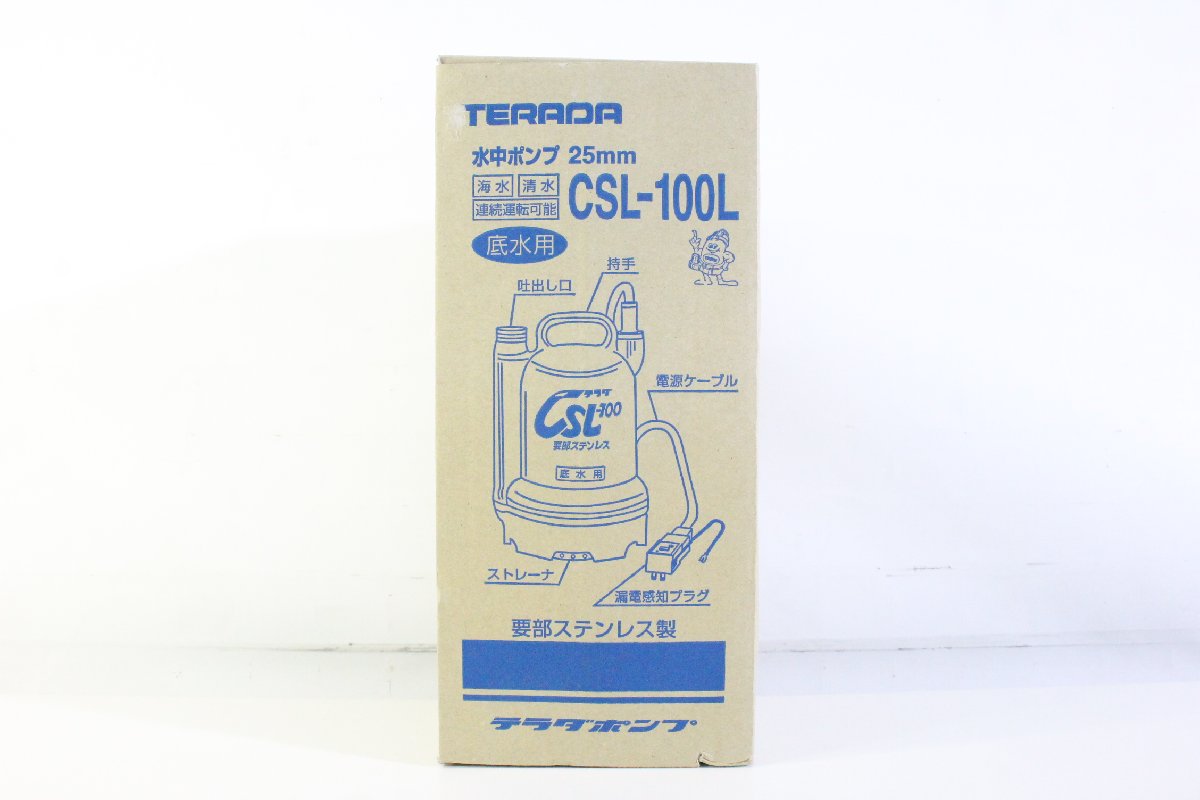 TERADA
水中ポンプ 25mm
海水 清水 CSL-100L
連続運転可能
底水用
持手
吐出し口
電源ケーブル
テラダ
CSL-100
要部ステンレス
底水用
ストレーナ
漏電感知プラグ
要部ステンレス製
テラダポンプ